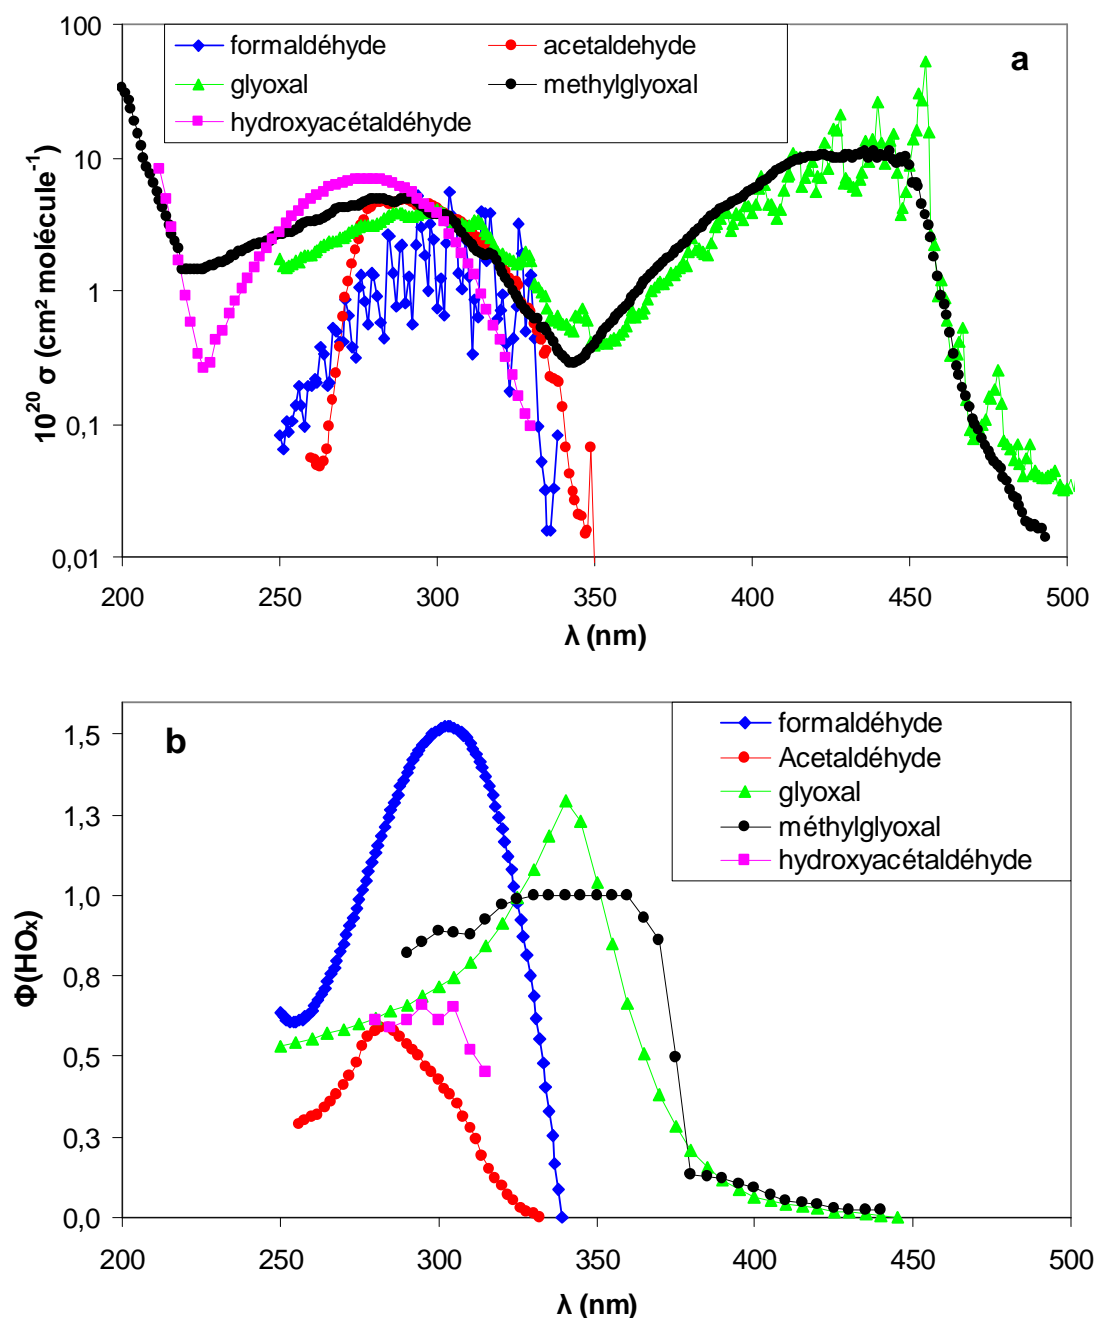 100
formaldéhyde acetaldehyde a
glyoxal methylglyoxal
hydroxyacétaldéhyde
10
1
0,1
0,01
10²⁰ σ (cm² molécule⁻¹)
200 250 300 350 400 450 500
λ (nm)
b
formaldéhyde
Acetaldéhyde
glyoxal
méthylglyoxal
hydroxyacétaldéhyde
1,5
1,3
1,0
0,8
0,5
0,3
0,0
Φ(HOx)
200 250 300 350 400 450 500
λ (nm)